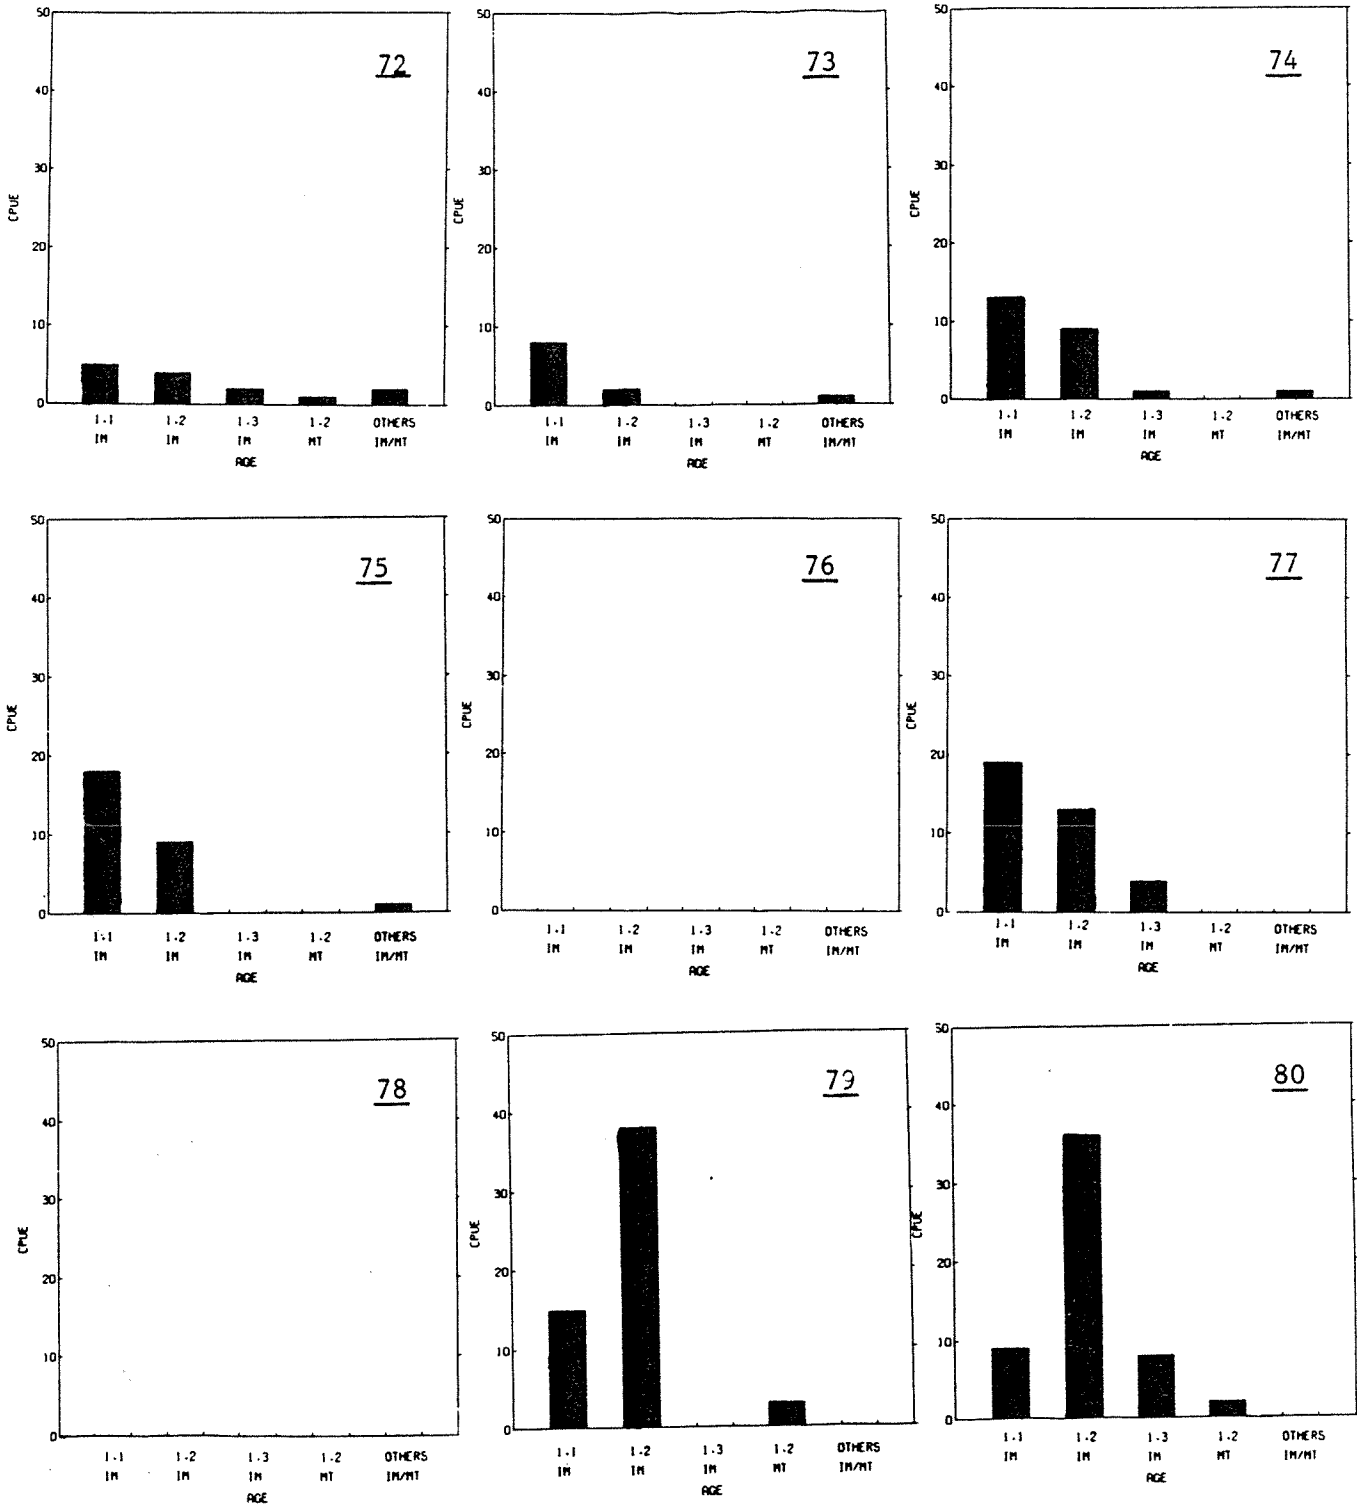 50 50 50
72 73 74
40 40 40
30 30 30
CPUE CPUE CPUE
20 20 20
10 10 10
0 0 0
1.1 1.2 1.3 1.2 OTHERS 1.1 1.2 1.3 1.2 OTHERS 1.1 1.2 1.3 1.2 OTHERS
IM IM IM MT IM/MT IM IM IM MT IM/MT IM IM IM MT IM/MT
AGE AGE AGE
50 50 50
75 76 77
40 40 40
30 30 30
CPUE CPUE CPUE
20 20 20
10 10 10
0 0 0
1.1 1.2 1.3 1.2 OTHERS 1.1 1.2 1.3 1.2 OTHERS 1.1 1.2 1.3 1.2 OTHERS
IM IM IM MT IM/MT IM IM IM MT IM/MT IM IM IM MT IM/MT
AGE AGE AGE
50 50 50
78 79 80
40 40 40
30 30 30
CPUE CPUE CPUE
20 20 20
10 10 10
0 0 0
1.1 1.2 1.3 1.2 OTHERS 1.1 1.2 1.3 1.2 OTHERS 1.1 1.2 1.3 1.2 OTHERS
IM IM IM MT IM/MT IM IM IM MT IM/MT IM IM IM MT IM/MT
AGE AGE AGE